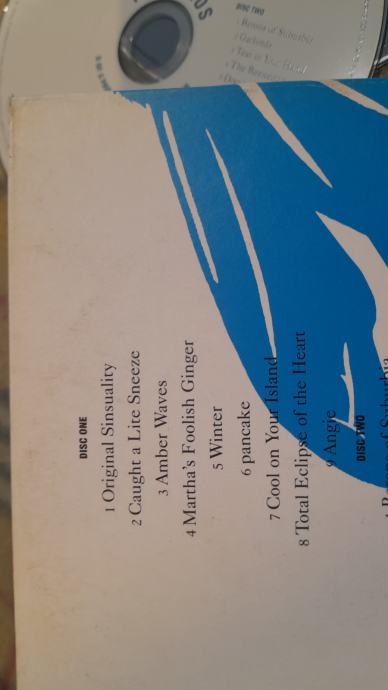 DISC ONE
1 Original Sinsuality
2 Caught a Lite Sneeze
3 Amber Waves
4 Martha's Foolish Ginger
5 Winter
6 pancake
7 Cool on Your Island
8 Total Eclipse of the Heart
9 Angie
DISC TWO
DISC TWO